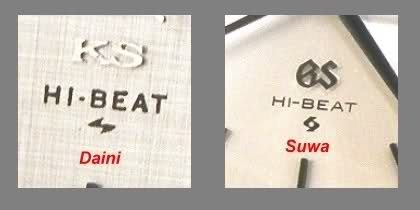 KS
HI-BEAT
Daini
GS
HI-BEAT
Suwa